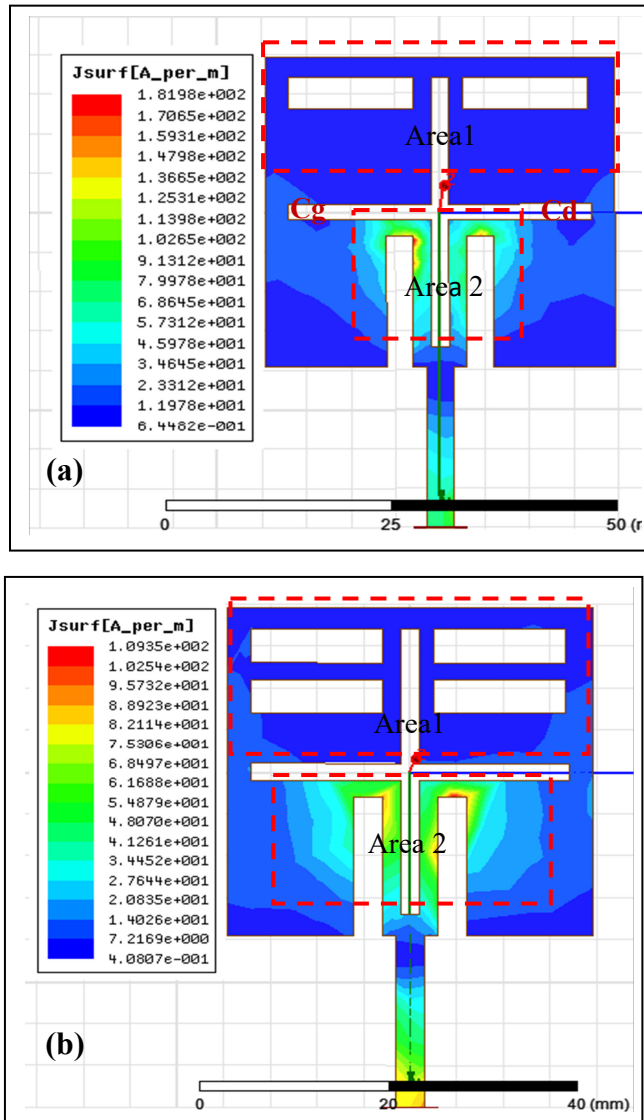 Jsurf[A_per_m]
1.8198e+002
1.7065e+002
1.5931e+002
1.4798e+002
1.3665e+002
1.2531e+002
1.1398e+002
1.0265e+002
9.1312e+001
7.9978e+001
6.8645e+001
5.7312e+001
4.5978e+001
3.4645e+001
2.3312e+001
1.1978e+001
6.4482e-001
Area1
Cg
Cd
Area 2
(a)
0
25
50 (r
Jsurf[A_per_m]
1.0935e+002
1.0254e+002
9.5732e+001
8.8923e+001
8.2114e+001
7.5306e+001
6.8497e+001
6.1688e+001
5.4879e+001
4.8070e+001
4.1261e+001
3.4452e+001
2.7644e+001
2.0835e+001
1.4026e+001
7.2169e+000
4.0807e-001
Area1
Area 2
(b)
0
20
40 (mm)